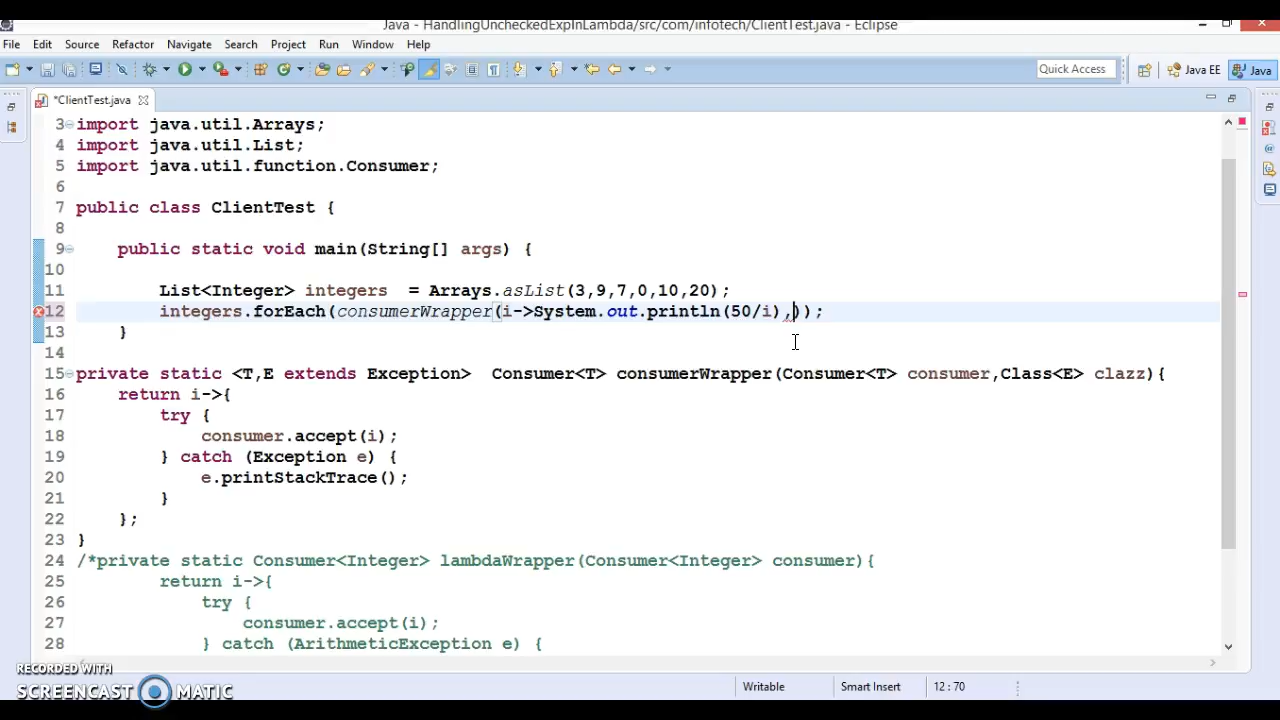 Java - HandlingUncheckedExpInLambda/src/com/infotech/ClientTest.java - Eclipse
File Edit Source Refactor Navigate Search Project Run Window Help
Quick Access Java EE Java
*ClientTest.java
3 import java.util.Arrays;
4 import java.util.List;
5 import java.util.function.Consumer;
6
7 public class ClientTest {
8
9 public static void main(String[] args) {
10
11 List<Integer> integers = Arrays.asList(3,9,7,0,10,20);
12 integers.forEach(consumerWrapper(i->System.out.println(50/i),));
13 }
14
15 private static <T,E extends Exception> Consumer<T> consumerWrapper(Consumer<T> consumer,Class<E> clazz){
16 return i->{
17 try {
18 consumer.accept(i);
19 } catch (Exception e) {
20 e.printStackTrace();
21 }
22 };
23 }
24 /*private static Consumer<Integer> lambdaWrapper(Consumer<Integer> consumer){
25 return i->{
26 try {
27 consumer.accept(i);
28 } catch (ArithmeticException e) {
RECORDED WITH
SCREENCAST MATIC
Writable Smart Insert 12:70